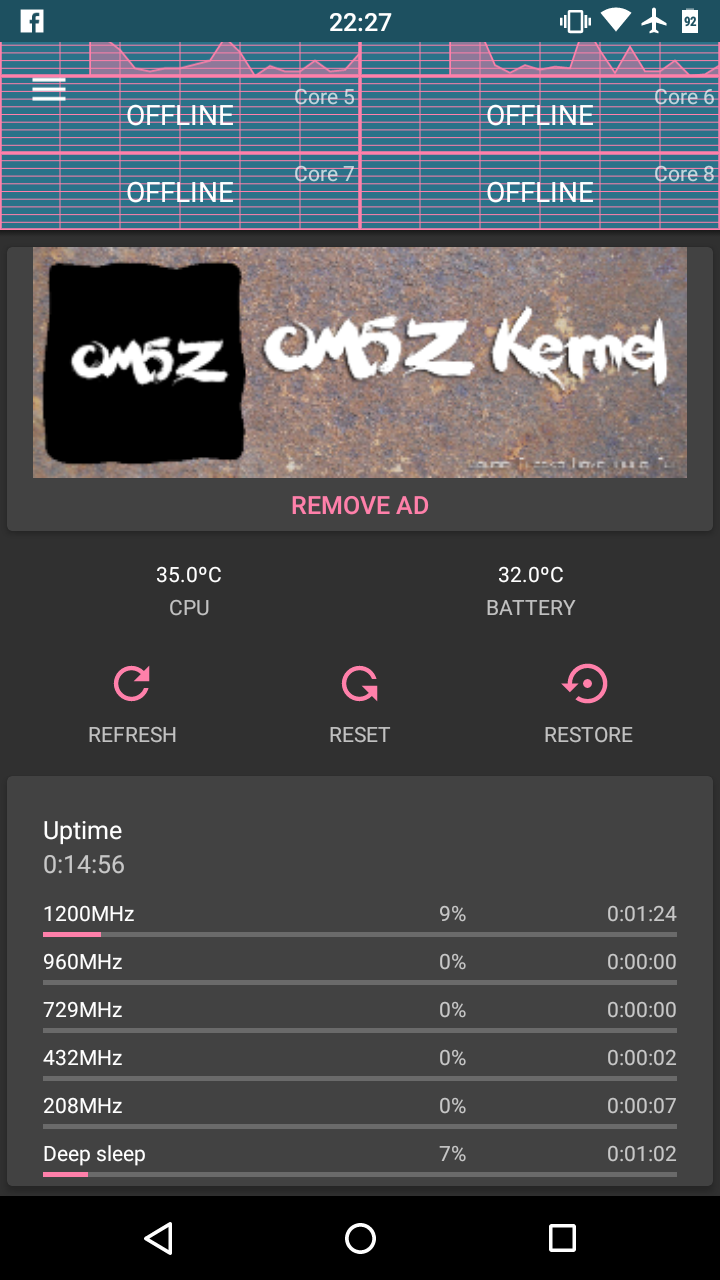 22:27
92
Core 5 Core 6
OFFLINE OFFLINE
Core 7 Core 8
OFFLINE OFFLINE
OM5Z OM5Z Kernel
REMOVE AD
35.0ºC 32.0ºC
CPU BATTERY
REFRESH RESET RESTORE
Uptime
0:14:56
1200MHz 9% 0:01:24
960MHz 0% 0:00:00
729MHz 0% 0:00:00
432MHz 0% 0:00:02
208MHz 0% 0:00:07
Deep sleep 7% 0:01:02